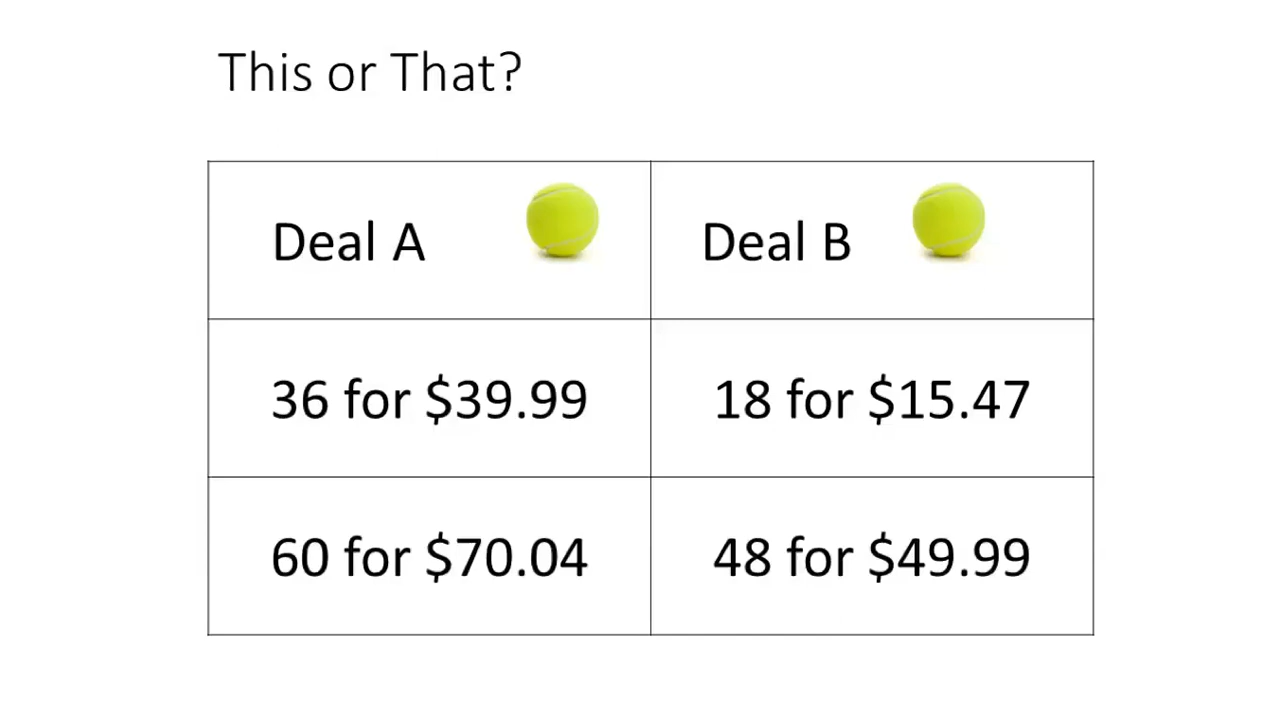 This or That?
Deal A
Deal B
36 for $39.99
18 for $15.47
60 for $70.04
48 for $49.99